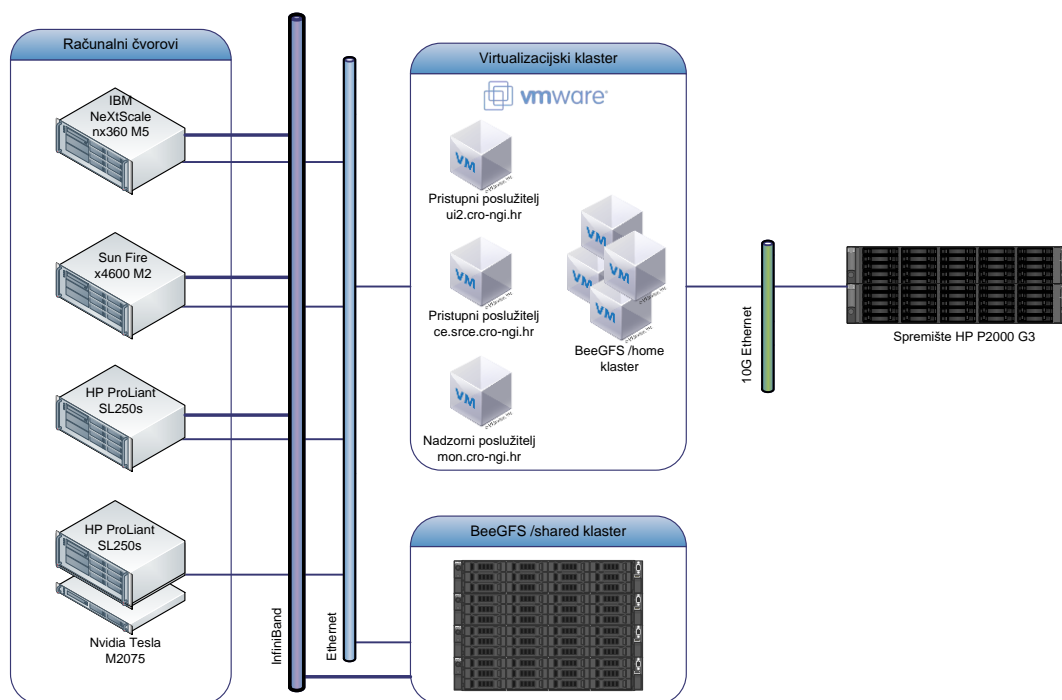 Računalni čvorovi
IBM
NeXtScale
nx360 M5
Sun Fire
x4600 M2
HP ProLiant
SL250s
HP ProLiant
SL250s
Nvidia Tesla
M2075
InfiniBand
Ethernet
Virtualizacijski klaster
vmware®
VM
Pristupni poslužitelj
ui2.cro-ngi.hr
VM
Pristupni poslužitelj
ce.srce.cro-ngi.hr
VM
Nadzorni poslužitelj
mon.cro-ngi.hr
VM
VM
VM
VM
BeeGFS /home
klaster
BeeGFS /shared klaster
10G Ethernet
Spremište HP P2000 G3